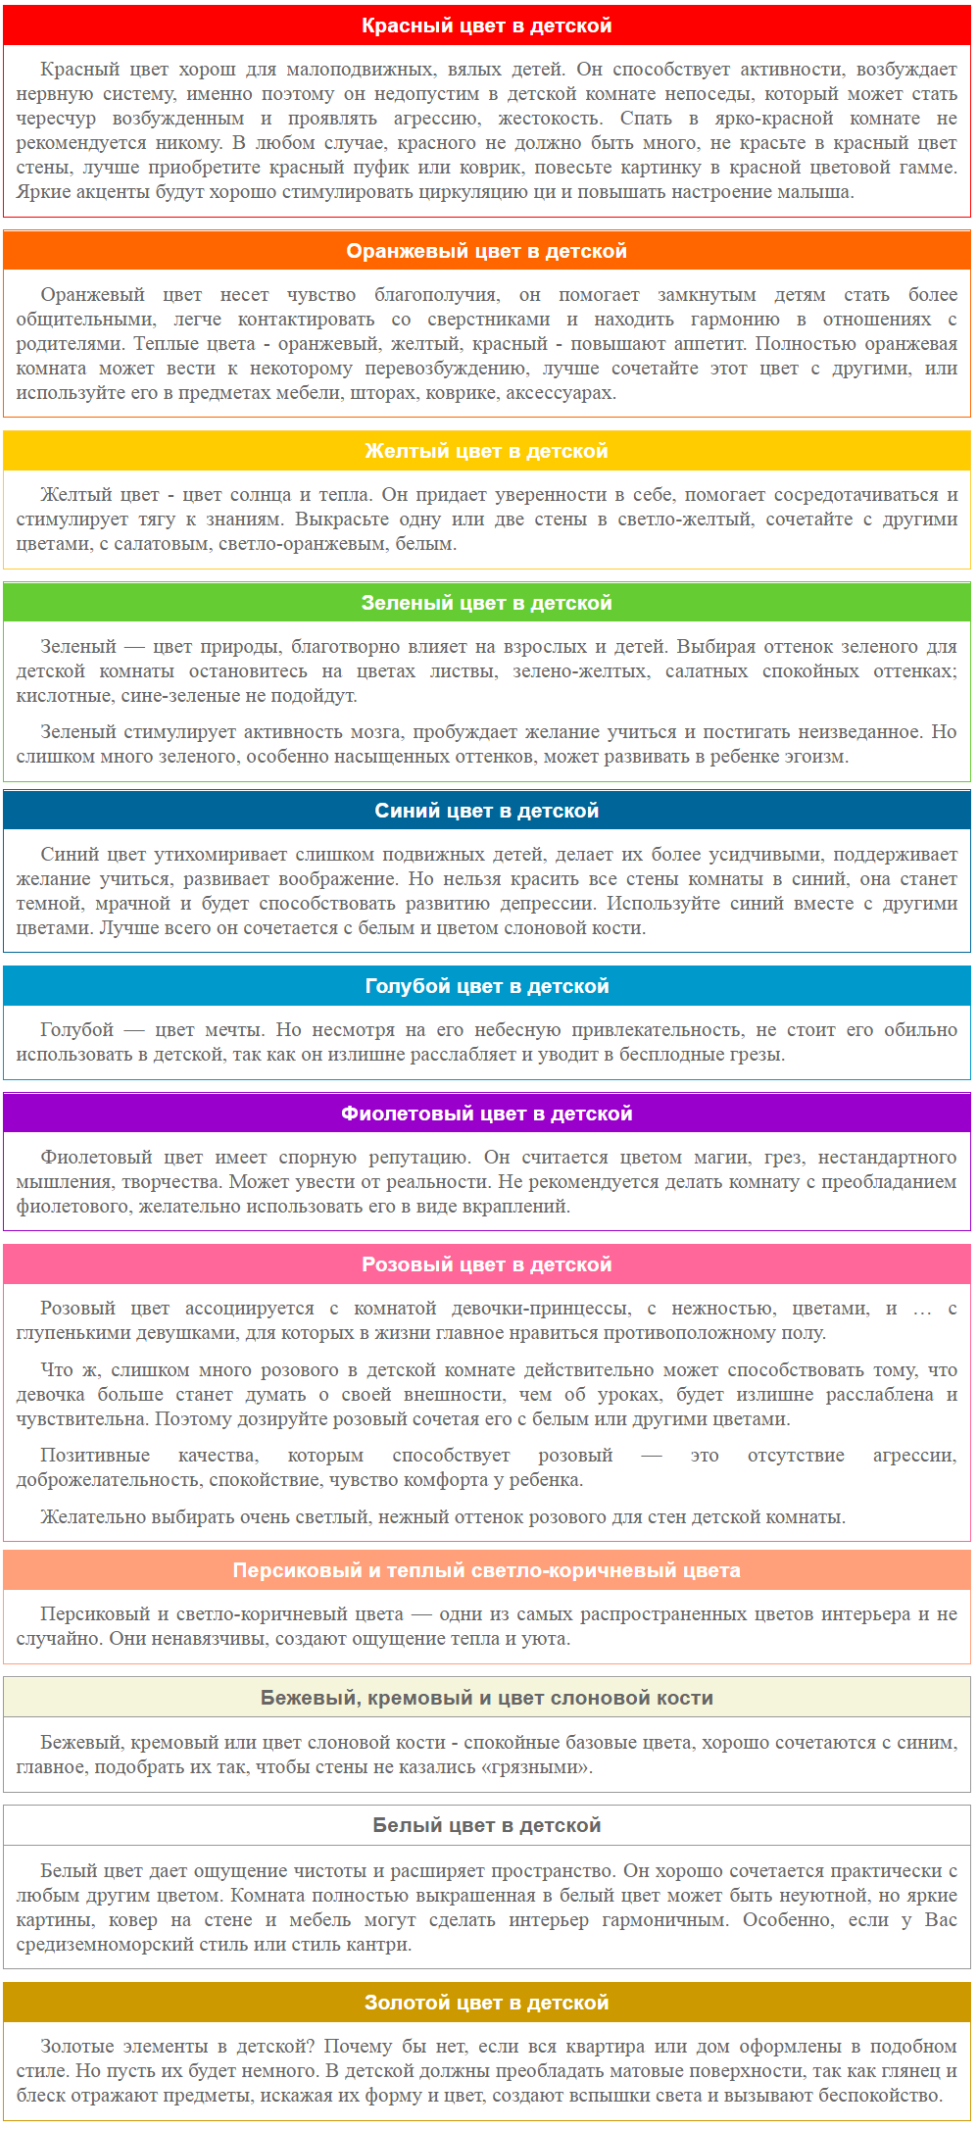 Красный цвет в детской
Красный цвет хорош для малоподвижных, вялых детей. Он способствует активности, возбуждает
нервную систему, именно поэтому он недопустим в детской комнате непоседы, который может стать
чересчур возбужденным и проявлять агрессию, жестокость. Спать в ярко-красной комнате не
рекомендуется никому. В любом случае, красного не должно быть много, не красьте в красный цвет
стены, лучше приобретите красный пуфик или коврик, повесьте картинку в красной цветовой гамме.
Яркие акценты будут хорошо стимулировать циркуляцию ци и повышать настроение малыша.
Оранжевый цвет в детской
Оранжевый цвет несет чувство благополучия, он помогает замкнутым детям стать более
общительными, легче контактировать со сверстниками и находить гармонию в отношениях с
родителями. Теплые цвета - оранжевый, желтый, красный - повышают аппетит. Полностью оранжевая
комната может вести к некоторому перевозбуждению, лучше сочетайте этот цвет с другими, или
используйте его в предметах мебели, шторах, коврике, аксессуарах.
Желтый цвет в детской
Желтый цвет - цвет солнца и тепла. Он придает уверенности в себе, помогает сосредотачиваться и
стимулирует тягу к знаниям. Выкрасьте одну или две стены в светло-желтый, сочетайте с другими
цветами, с салатовым, светло-оранжевым, белым.
Зеленый цвет в детской
Зеленый — цвет природы, благотворно влияет на взрослых и детей. Выбирая оттенок зеленого для
детской комнаты остановитесь на цветах листвы, зелено-желтых, салатных спокойных оттенках;
кислотные, сине-зеленые не подойдут.
Зеленый стимулирует активность мозга, пробуждает желание учиться и постигать неизведанное. Но
слишком много зеленого, особенно насыщенных оттенков, может развивать в ребенке эгоизм.
Синий цвет в детской
Синий цвет утихомиривает слишком подвижных детей, делает их более усидчивыми, поддерживает
желание учиться, развивает воображение. Но нельзя красить все стены комнаты в синий, она станет
темной, мрачной и будет способствовать развитию депрессии. Используйте синий вместе с другими
цветами. Лучше всего он сочетается с белым и цветом слоновой кости.
Голубой цвет в детской
Голубой — цвет мечты. Но несмотря на его небесную привлекательность, не стоит его обильно
использовать в детской, так как он излишне расслабляет и уводит в бесплодные грезы.
Фиолетовый цвет в детской
Фиолетовый цвет имеет спорную репутацию. Он считается цветом магии, грез, нестандартного
мышления, творчества. Может увести от реальности. Не рекомендуется делать комнату с преобладанием
фиолетового, желательно использовать его в виде вкраплений.
Розовый цвет в детской
Розовый цвет ассоциируется с комнатой девочки-принцессы, с нежностью, цветами, и … с
глупенькими девушками, для которых в жизни главное нравиться противоположному полу.
Что ж, слишком много розового в детской комнате действительно может способствовать тому, что
девочка больше станет думать о своей внешности, чем об уроках, будет излишне расслаблена и
чувствительна. Поэтому дозируйте розовый сочетая его с белым или другими цветами.
Позитивные качества, которым способствует розовый — это отсутствие агрессии,
доброжелательность, спокойствие, чувство комфорта у ребенка.
Желательно выбирать очень светлый, нежный оттенок розового для стен детской комнаты.
Персиковый и теплый светло-коричневый цвета
Персиковый и светло-коричневый цвета — одни из самых распространенных цветов интерьера и не
случайно. Они ненавязчивы, создают ощущение тепла и уюта.
Бежевый, кремовый и цвет слоновой кости
Бежевый, кремовый или цвет слоновой кости - спокойные базовые цвета, хорошо сочетаются с синим,
главное, подобрать их так, чтобы стены не казались «грязными».
Белый цвет в детской
Белый цвет дает ощущение чистоты и расширяет пространство. Он хорошо сочетается практически с
любым другим цветом. Комната полностью выкрашенная в белый цвет может быть неуютной, но яркие
картины, ковер на стене и мебель могут сделать интерьер гармоничным. Особенно, если у Вас
средиземноморский стиль или стиль кантри.
Золотой цвет в детской
Золотые элементы в детской? Почему бы нет, если вся квартира или дом оформлены в подобном
стиле. Но пусть их будет немного. В детской должны преобладать матовые поверхности, так как глянец и
блеск отражают предметы, искажая их форму и цвет, создают вспышки света и вызывают беспокойство.